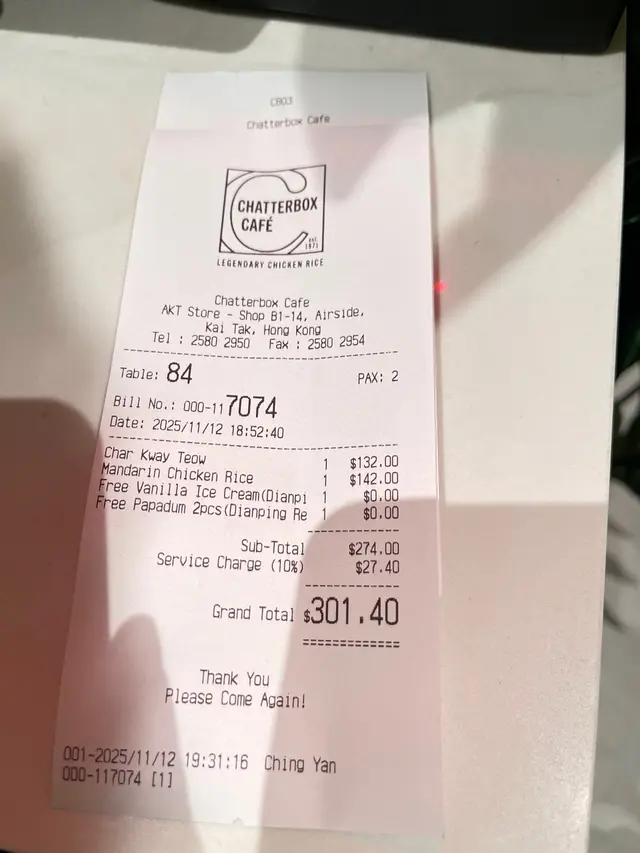 CB03
Chatterbox Cafe
CHATTERBOX
CAFÉ
EST.
1971
LEGENDARY CHICKEN RICE
Chatterbox Cafe
AKT Store - Shop B1-14, Airside,
Kai Tak, Hong Kong
Tel : 2580 2950 Fax : 2580 2954
Table: 84 PAX: 2
Bill No.: 000-117074
Date: 2025/11/12 18:52:40
Char Kway Teow 1 $132.00
Mandarin Chicken Rice 1 $142.00
Free Vanilla Ice Cream(Dianpi 1 $0.00
Free Papadum 2pcs(Dianping Re 1 $0.00
Sub-Total $274.00
Service Charge (10%) $27.40
Grand Total $301.40
Thank You
Please Come Again!
001-2025/11/12 19:31:16 Ching Yan
000-117074 [1]